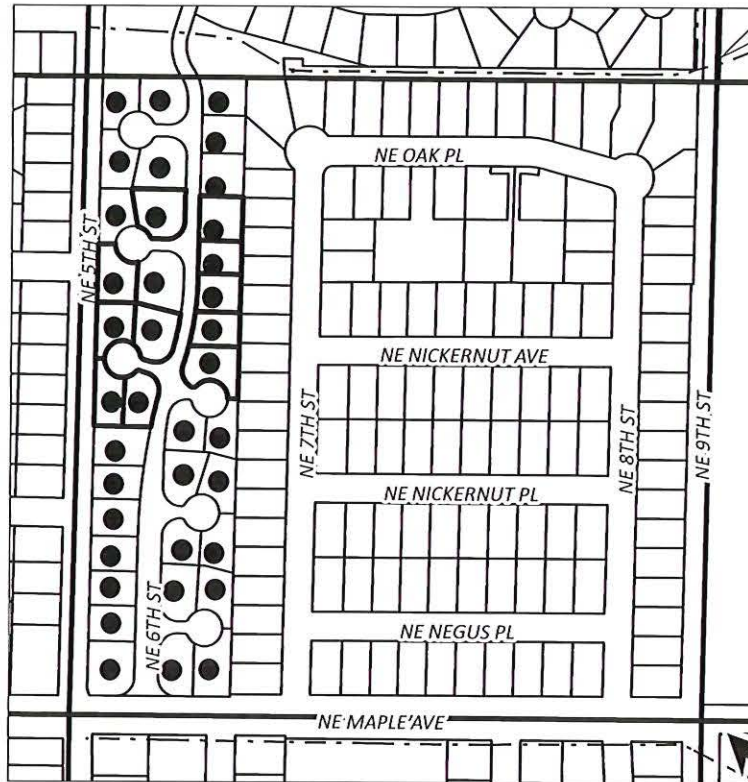 NE OAK PL
NE 5TH ST
NE NICKERNUT AVE
NE 7TH ST
NE 8TH ST
NE 9TH ST
NE NICKERNUT PL
NE 6TH ST
NE NEGUS PL
NE MAPLE AVE